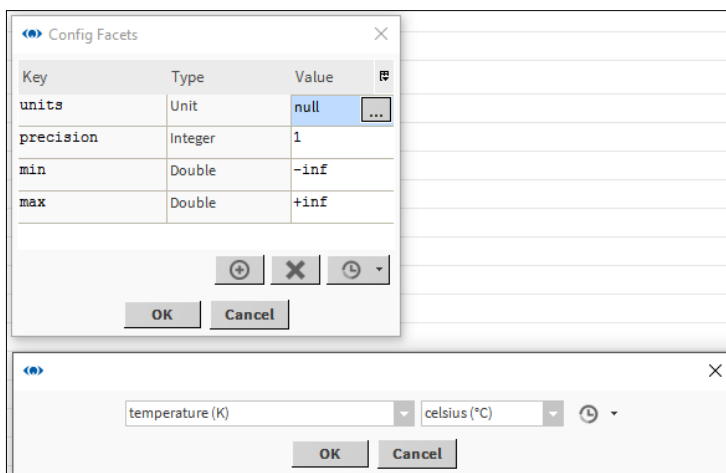 Config Facets
Key Type Value
units Unit null ...
precision Integer 1
min Double -inf
max Double +inf
OK Cancel
temperature (K) celsius (°C)
OK Cancel